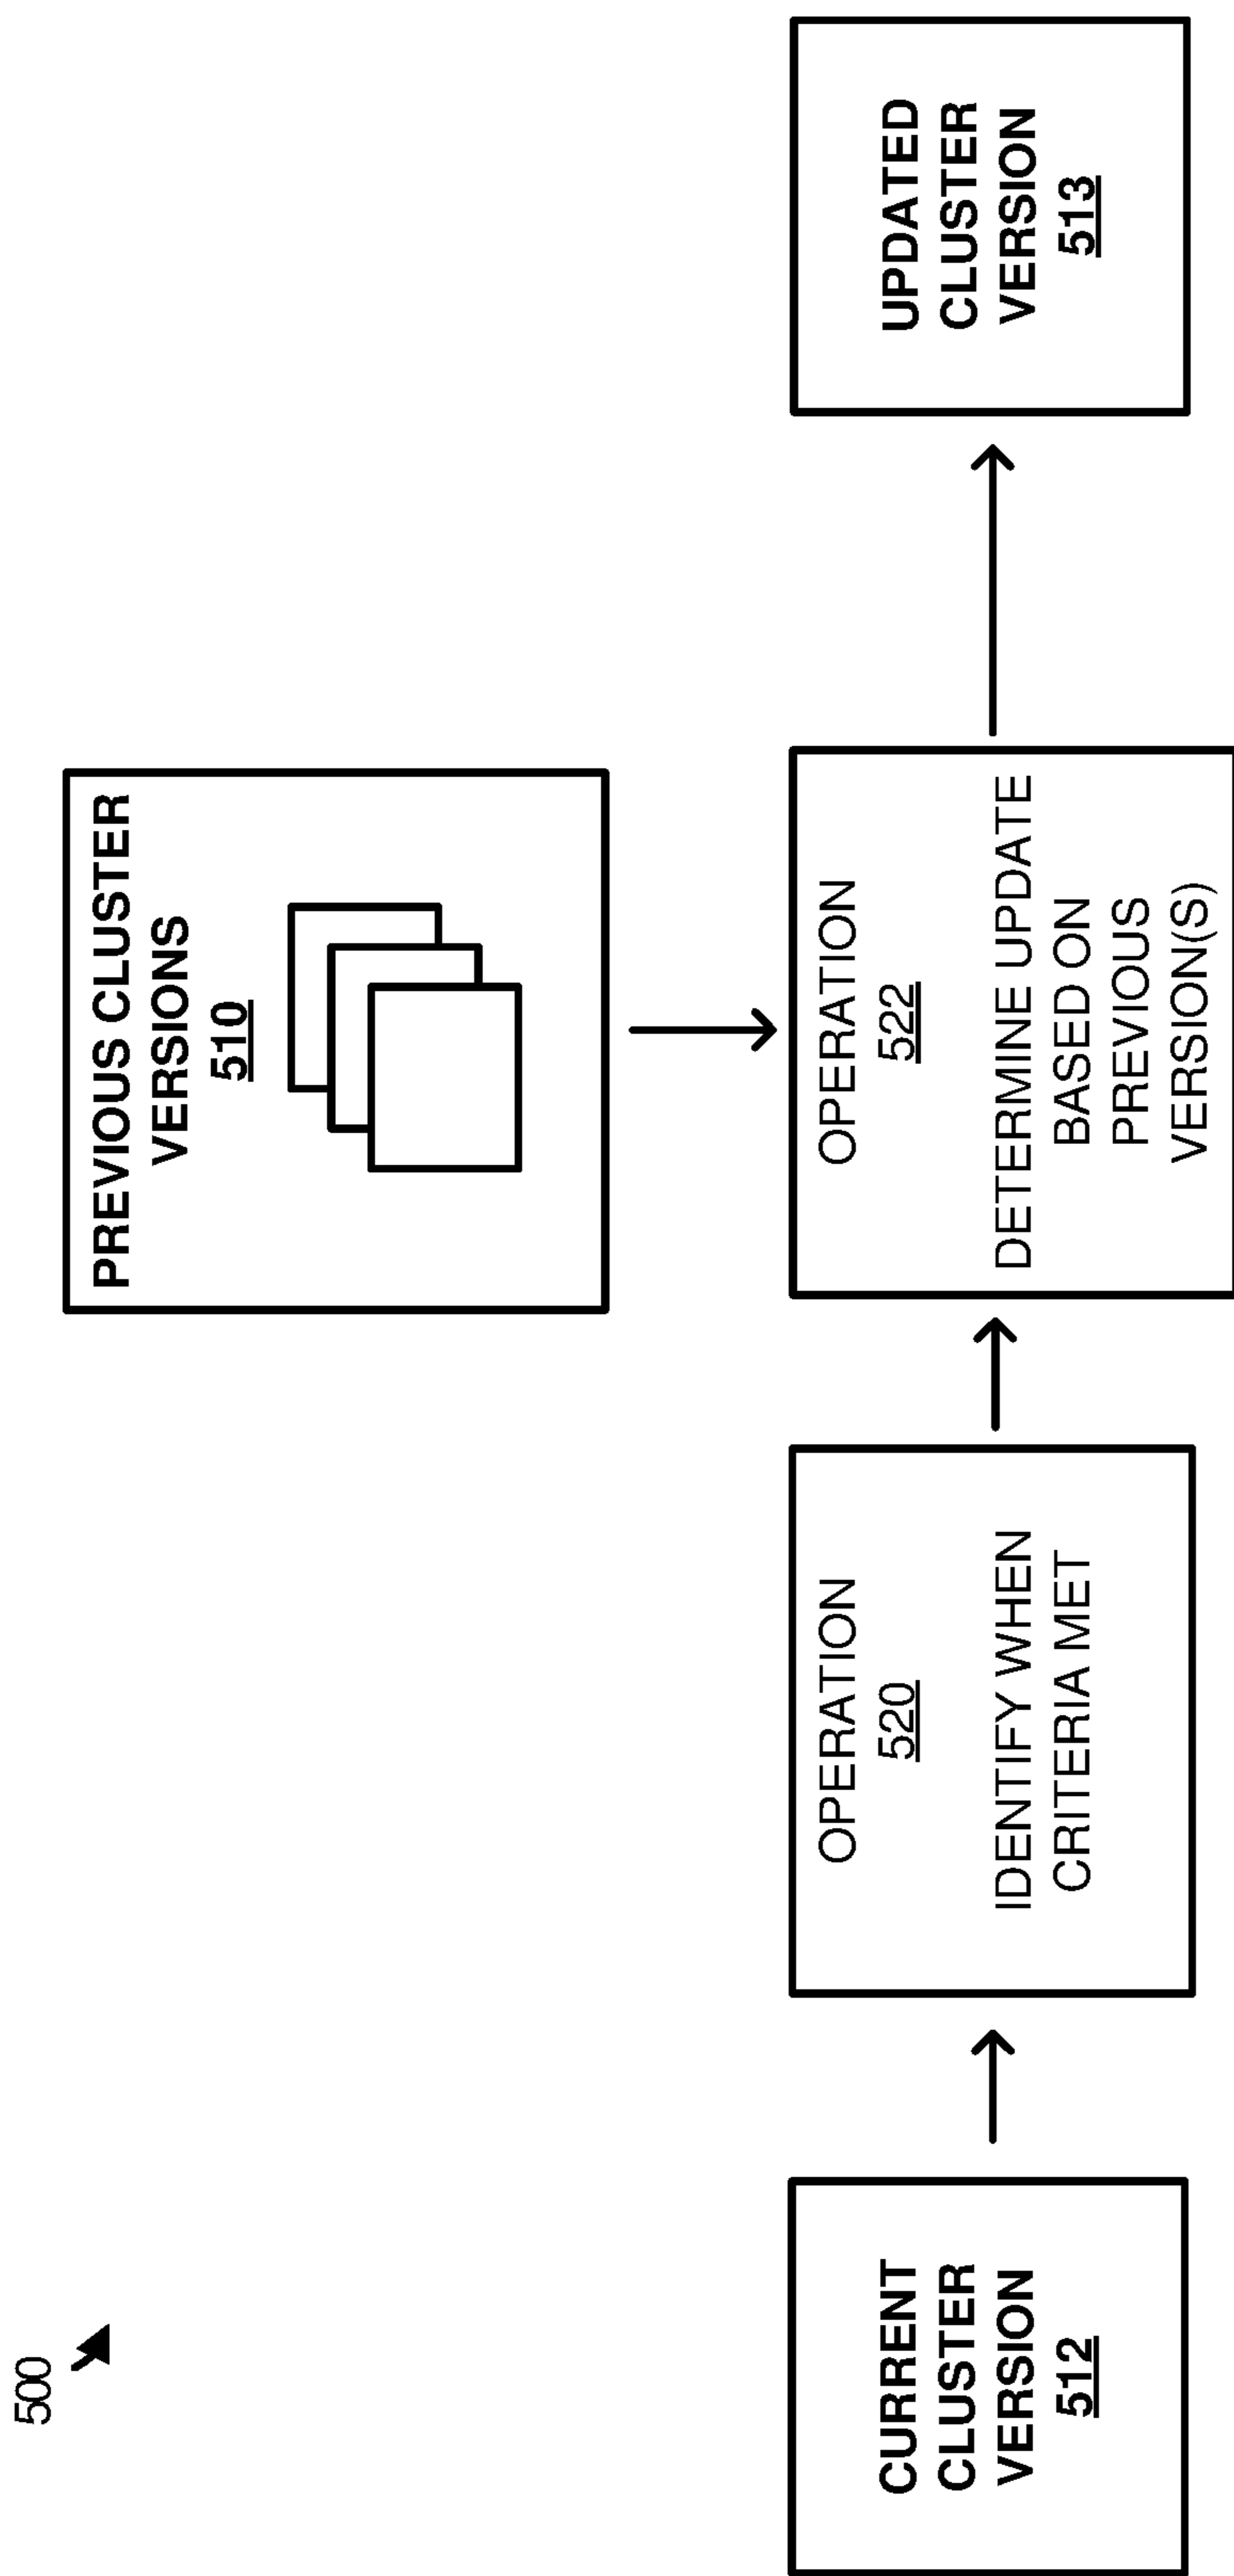 500
PREVIOUS CLUSTER
VERSIONS
510
CURRENT
CLUSTER
VERSION
512
OPERATION
520
IDENTIFY WHEN
CRITERIA MET
OPERATION
522
DETERMINE UPDATE
BASED ON
PREVIOUS
VERSION(S)
UPDATED
CLUSTER
VERSION
513